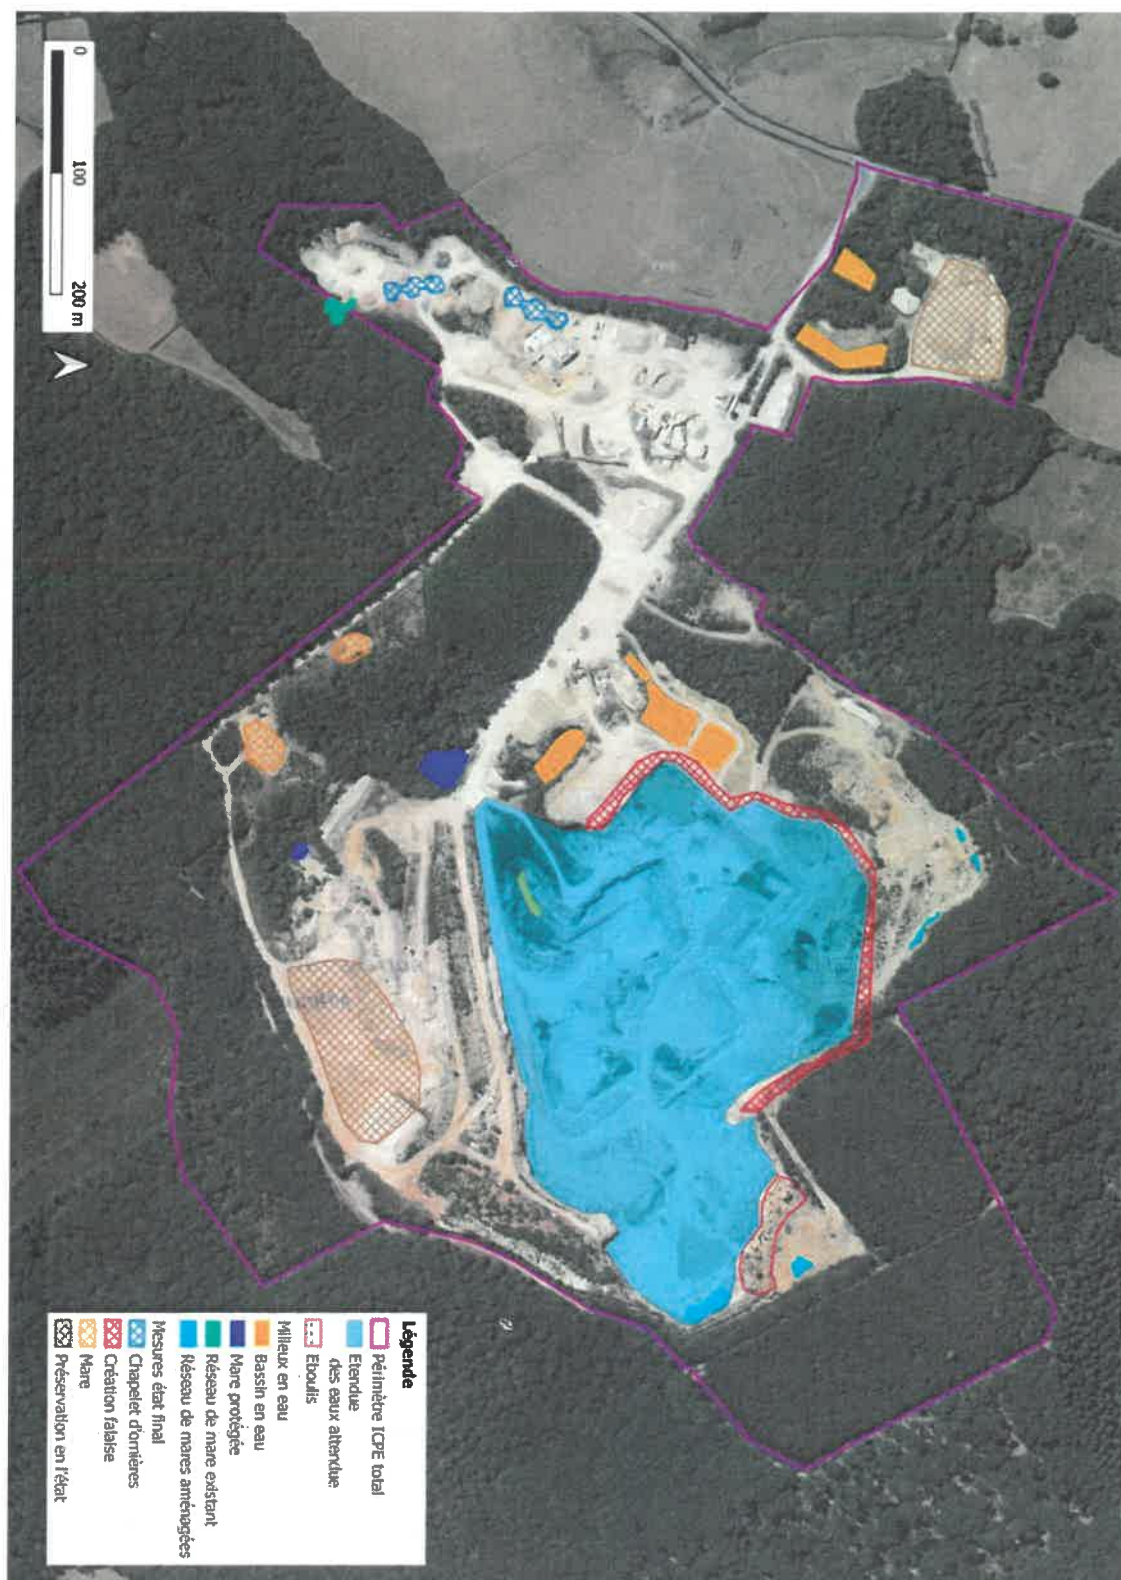 0 100 200 m
Légende
Périmètre ICPE total
Etendue
des eaux attendue
Eboulis
Milieux en eau
Bassin en eau
Mare protégée
Réseau de mare existant
Réseau de mares aménagées
Mesures état final
Chapelet d'ornières
Création falaise
Mare
Préservation en l'état